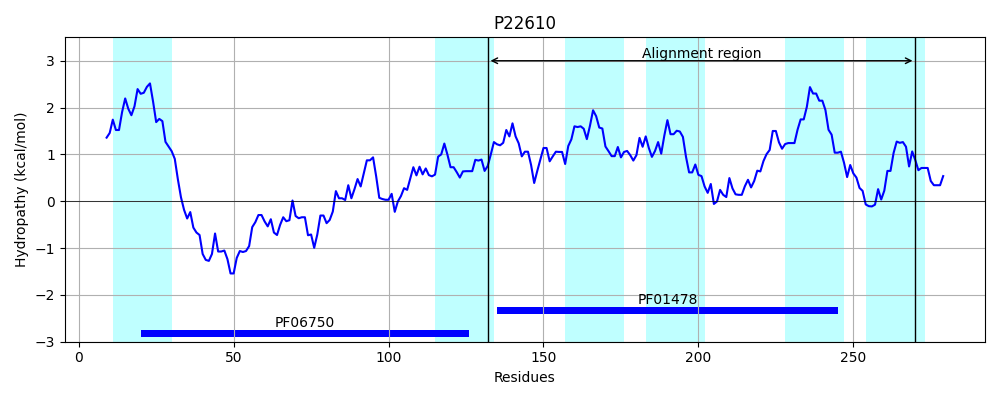 P22610
Alignment region
Hydropathy (kcal/mol)
3
2
1
0
−1
−2
−3
PF01478
PF06750
0 50 100 150 200 250
Residues